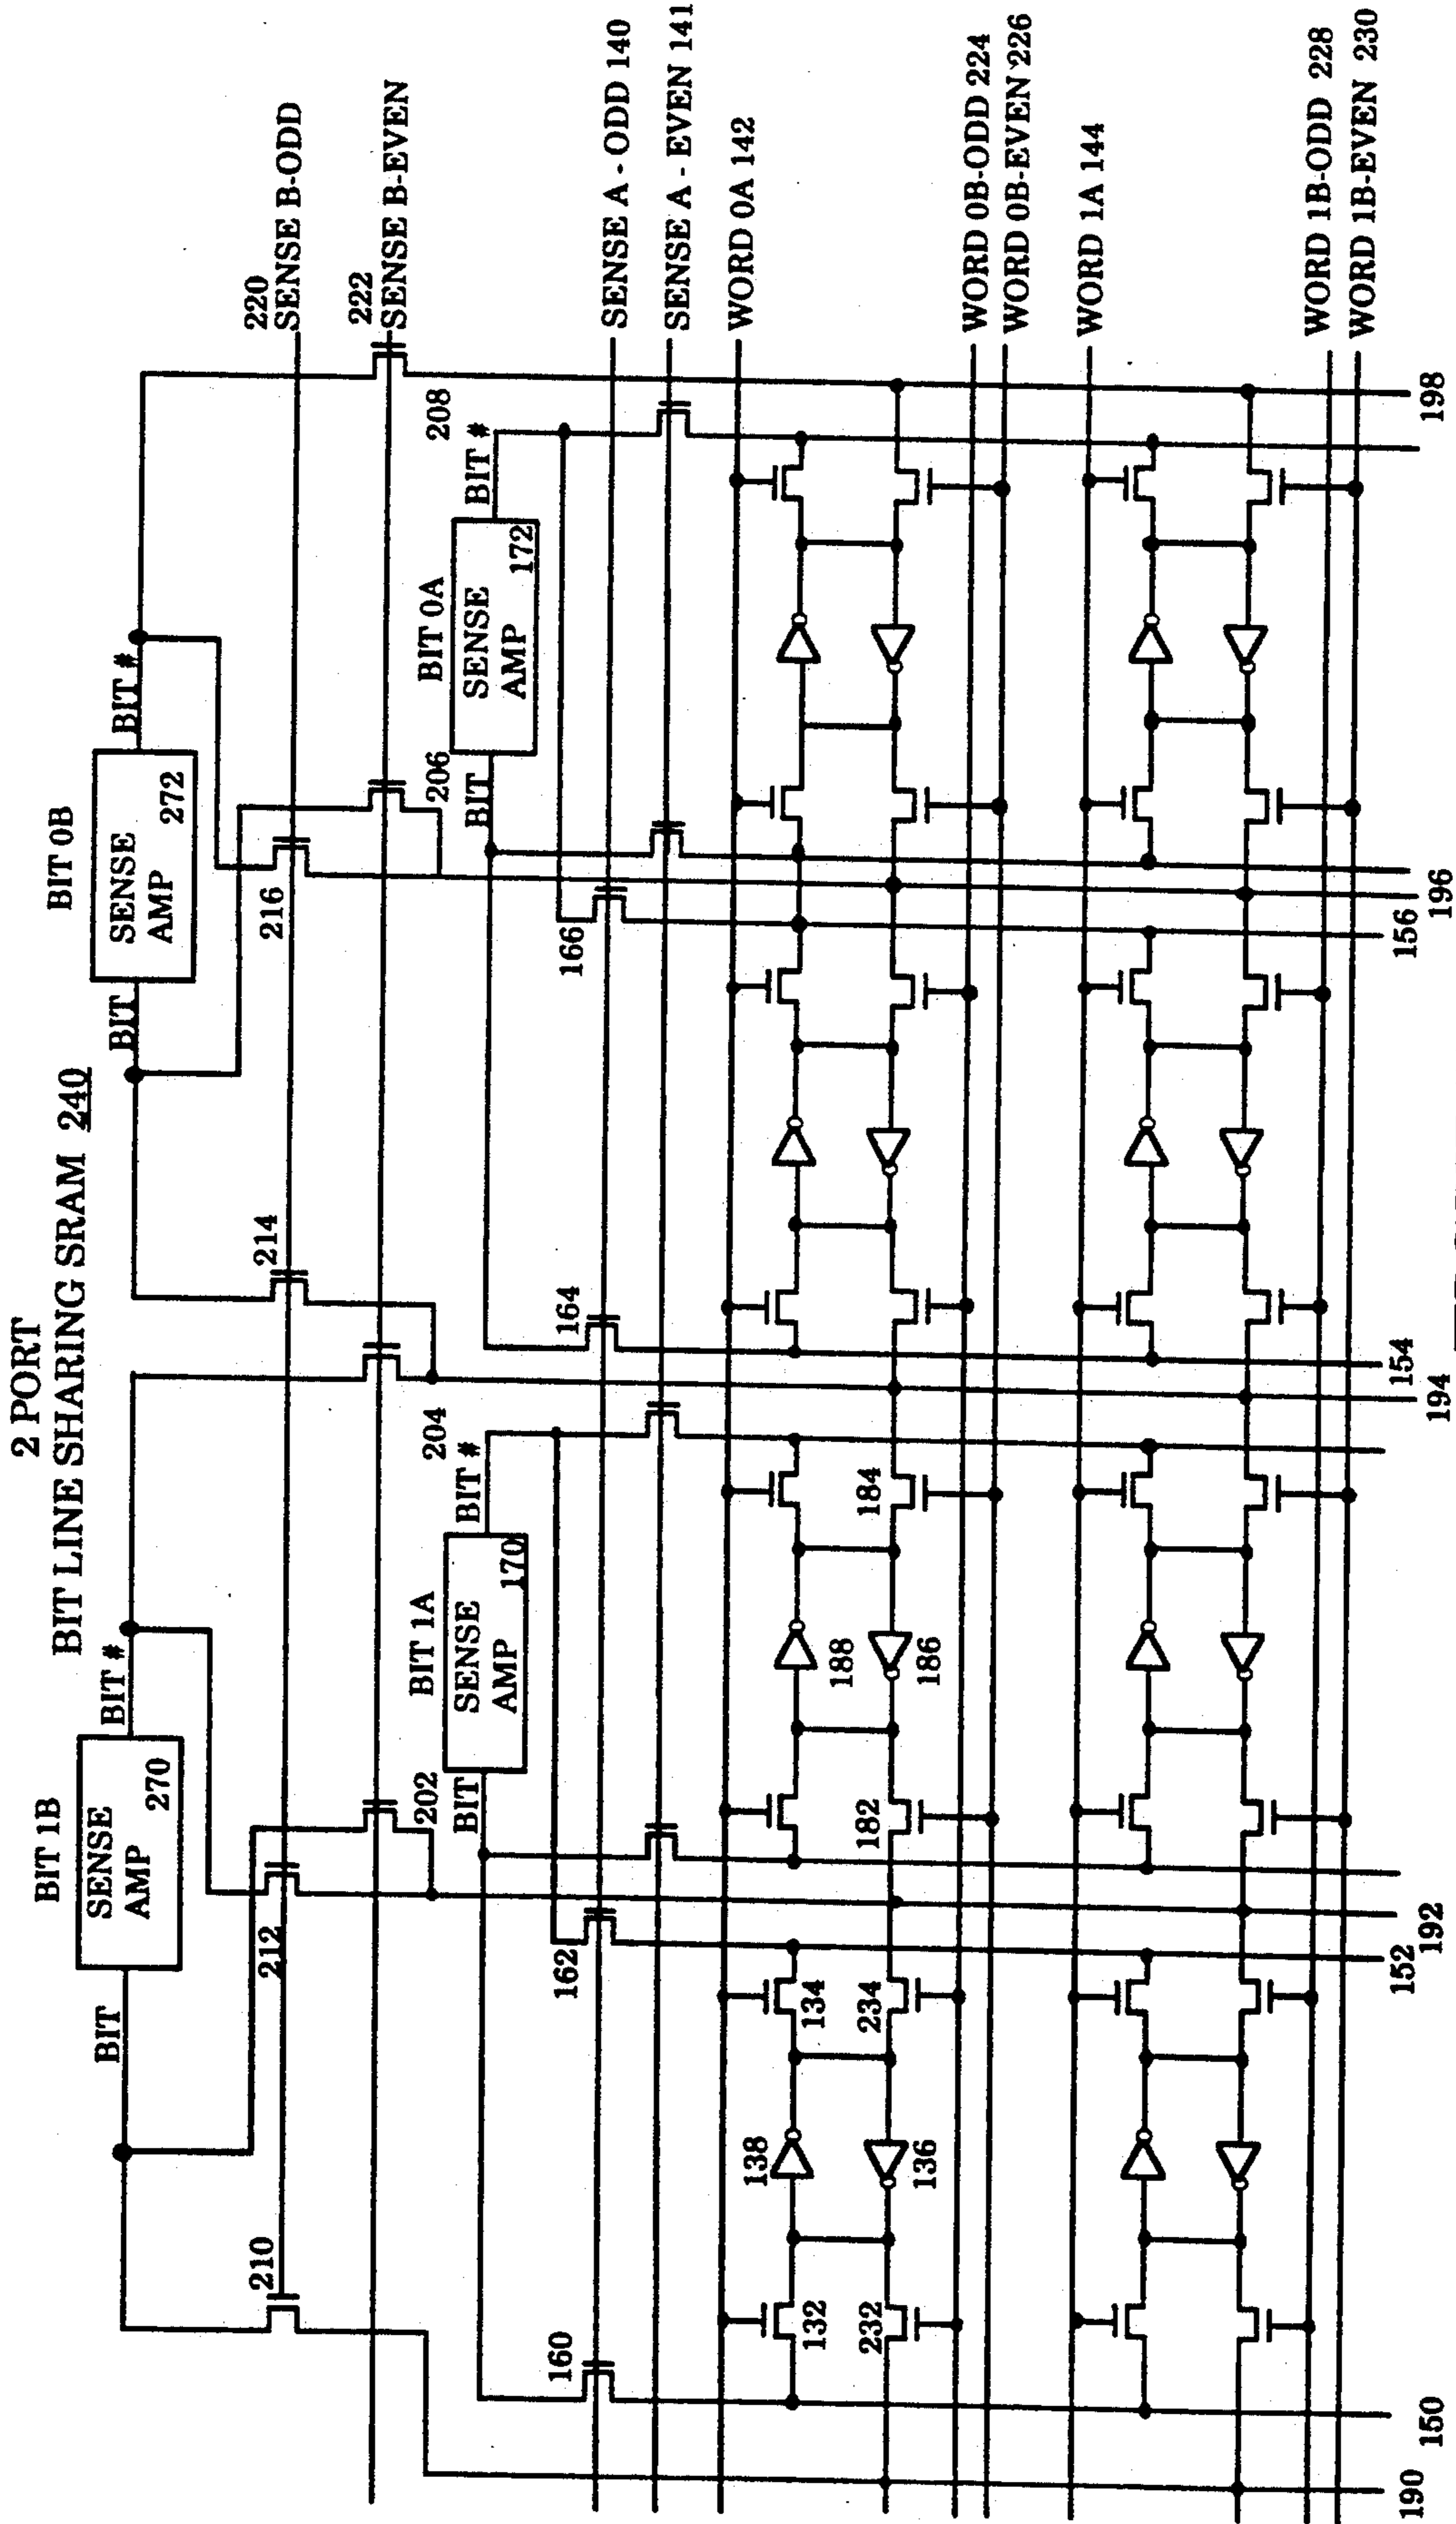 2 PORT
BIT LINE SHARING SRAM 240
BIT 1B
BIT 0B
SENSE
AMP
270
BIT
BIT #
SENSE
AMP
272
BIT
BIT #
220
SENSE B-ODD
222
SENSE B-EVEN
210
212
214
216
202
204
206
208
BIT 1A
SENSE
AMP
170
BIT
BIT #
BIT 0A
SENSE
AMP
172
BIT
BIT #
160
162
164
166
SENSE A - ODD 140
SENSE A - EVEN 141
WORD 0A 142
138
188
132
134
182
184
232
136
234
186
WORD 0B-ODD 224
WORD 0B-EVEN 226
WORD 1A 144
WORD 1B-ODD 228
WORD 1B-EVEN 230
190
150
152
192
194
154
156
196
198